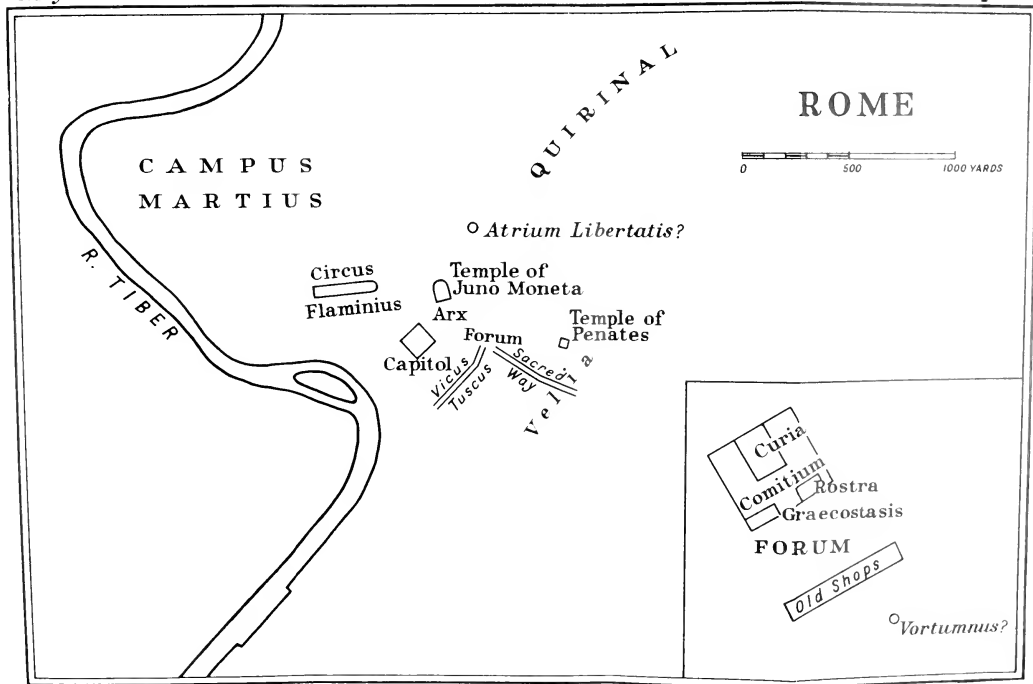 ROME
0 500 1000 YARDS
QUIRINAL
CAMPUS
MARTIUS
R. TIBER
Atrium Libertatis?
Circus
Flaminius
Temple of
Juno Moneta
Arx
Capitol
Forum
Temple of
Penates
Vicus
Tuscus
Sacred
Way
Velia
Curia
Comitium
Rostra
Graecostasis
FORUM
Old Shops
Vortumnus?